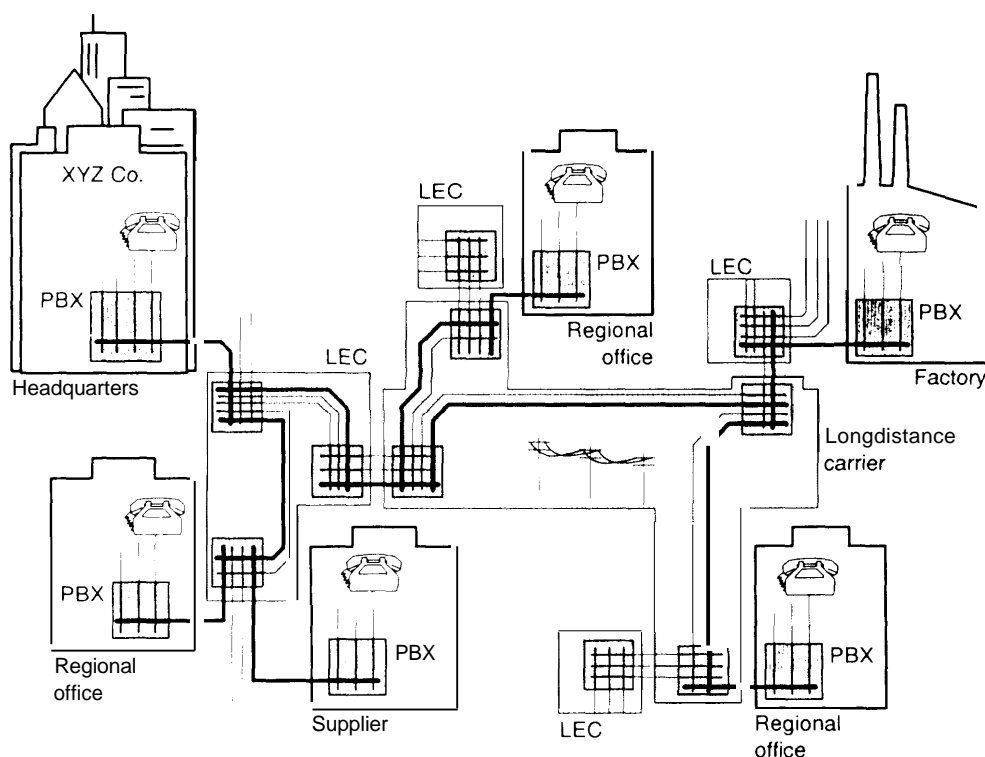 XYZ Co.
PBX
Headquarters
LEC
PBX
Regional
office
LEC
PBX
Factory
LEC
Longdistance
carrier
PBX
Regional
office
PBX
Supplier
LEC
PBX
Regional
office